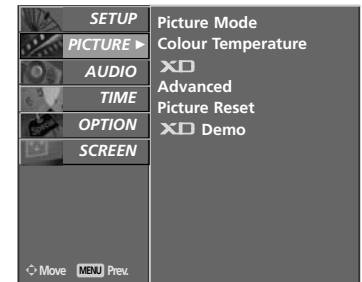 SETUP
PICTURE ►
AUDIO
TIME
OPTION
SCREEN
Move MENU Prev.
Picture Mode
Colour Temperature
XD
Advanced
Picture Reset
XD Demo